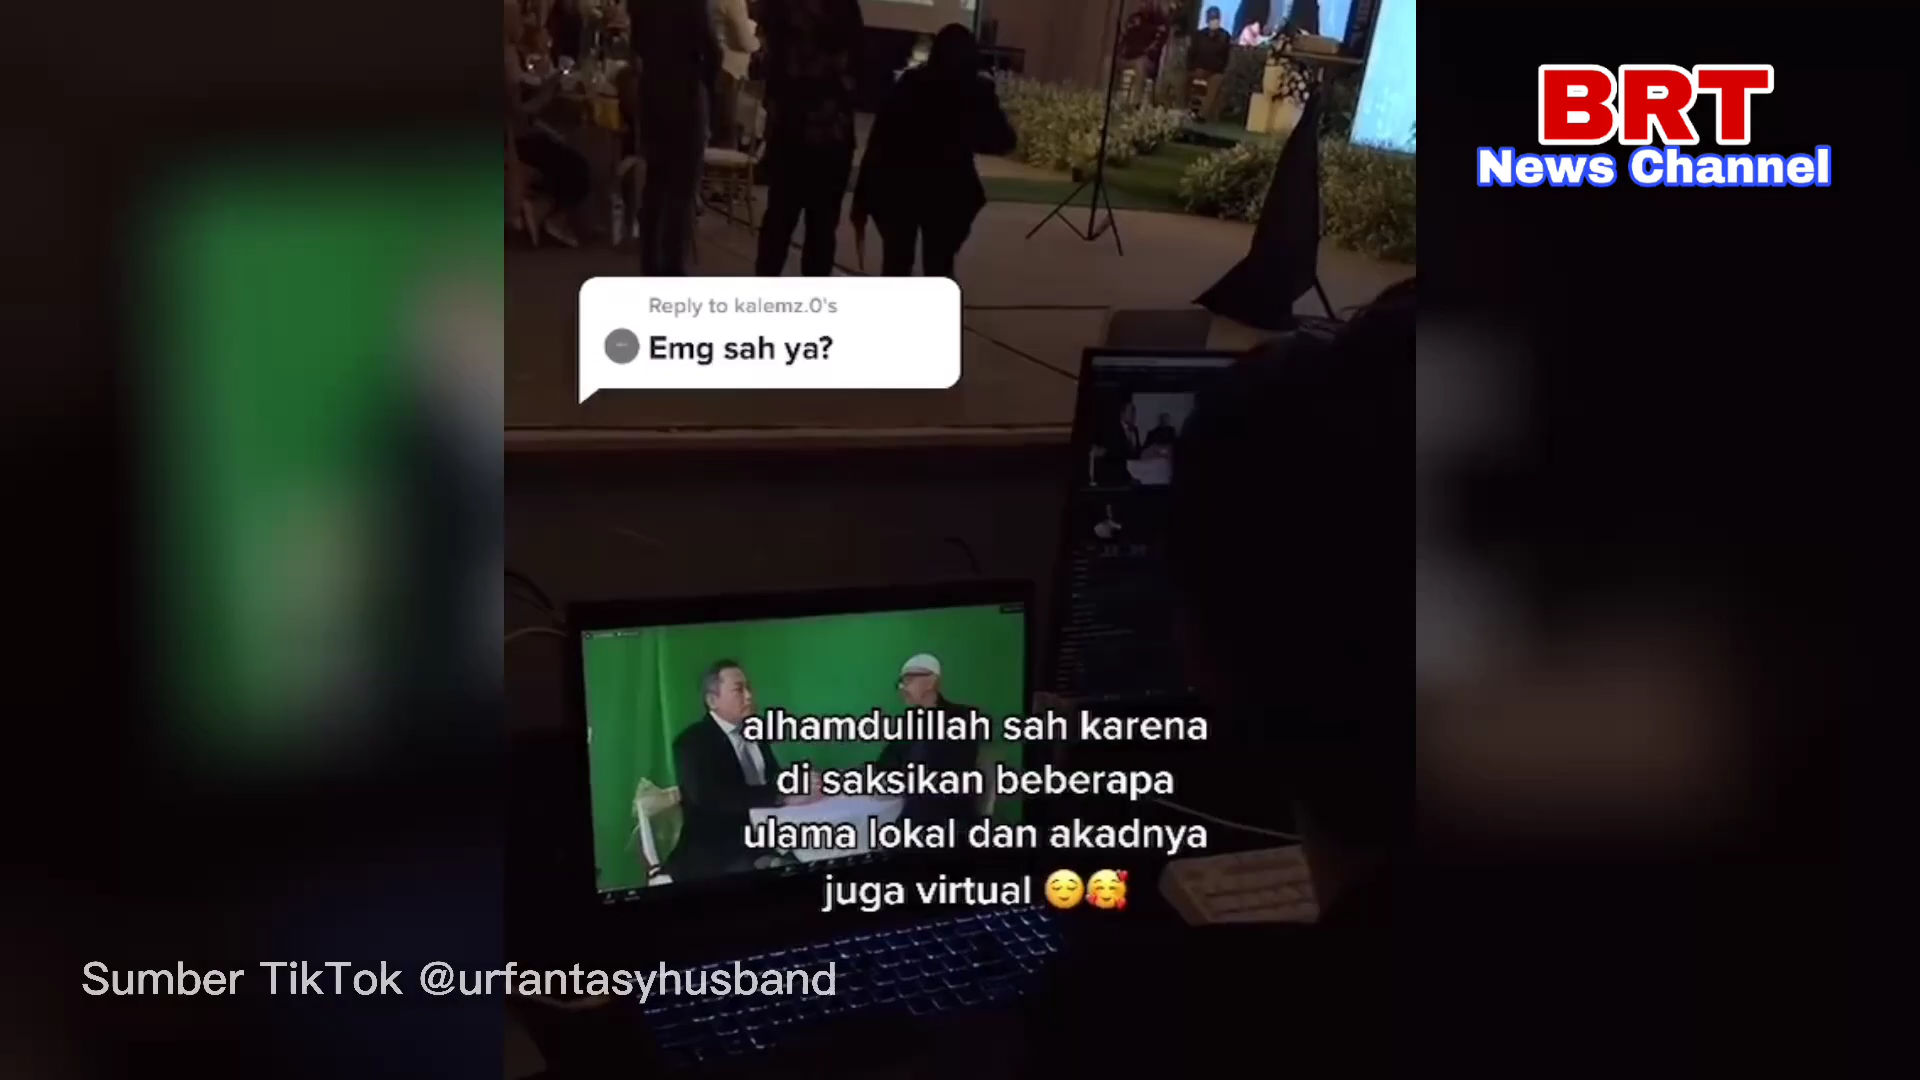 BRT
News Channel
Reply to kalemz.0's
Emg sah ya?
alhamdulillah sah karena
di saksikan beberapa
ulama lokal dan akadnya
juga virtual 😌🥰
Sumber TikTok @urfantasyhusband